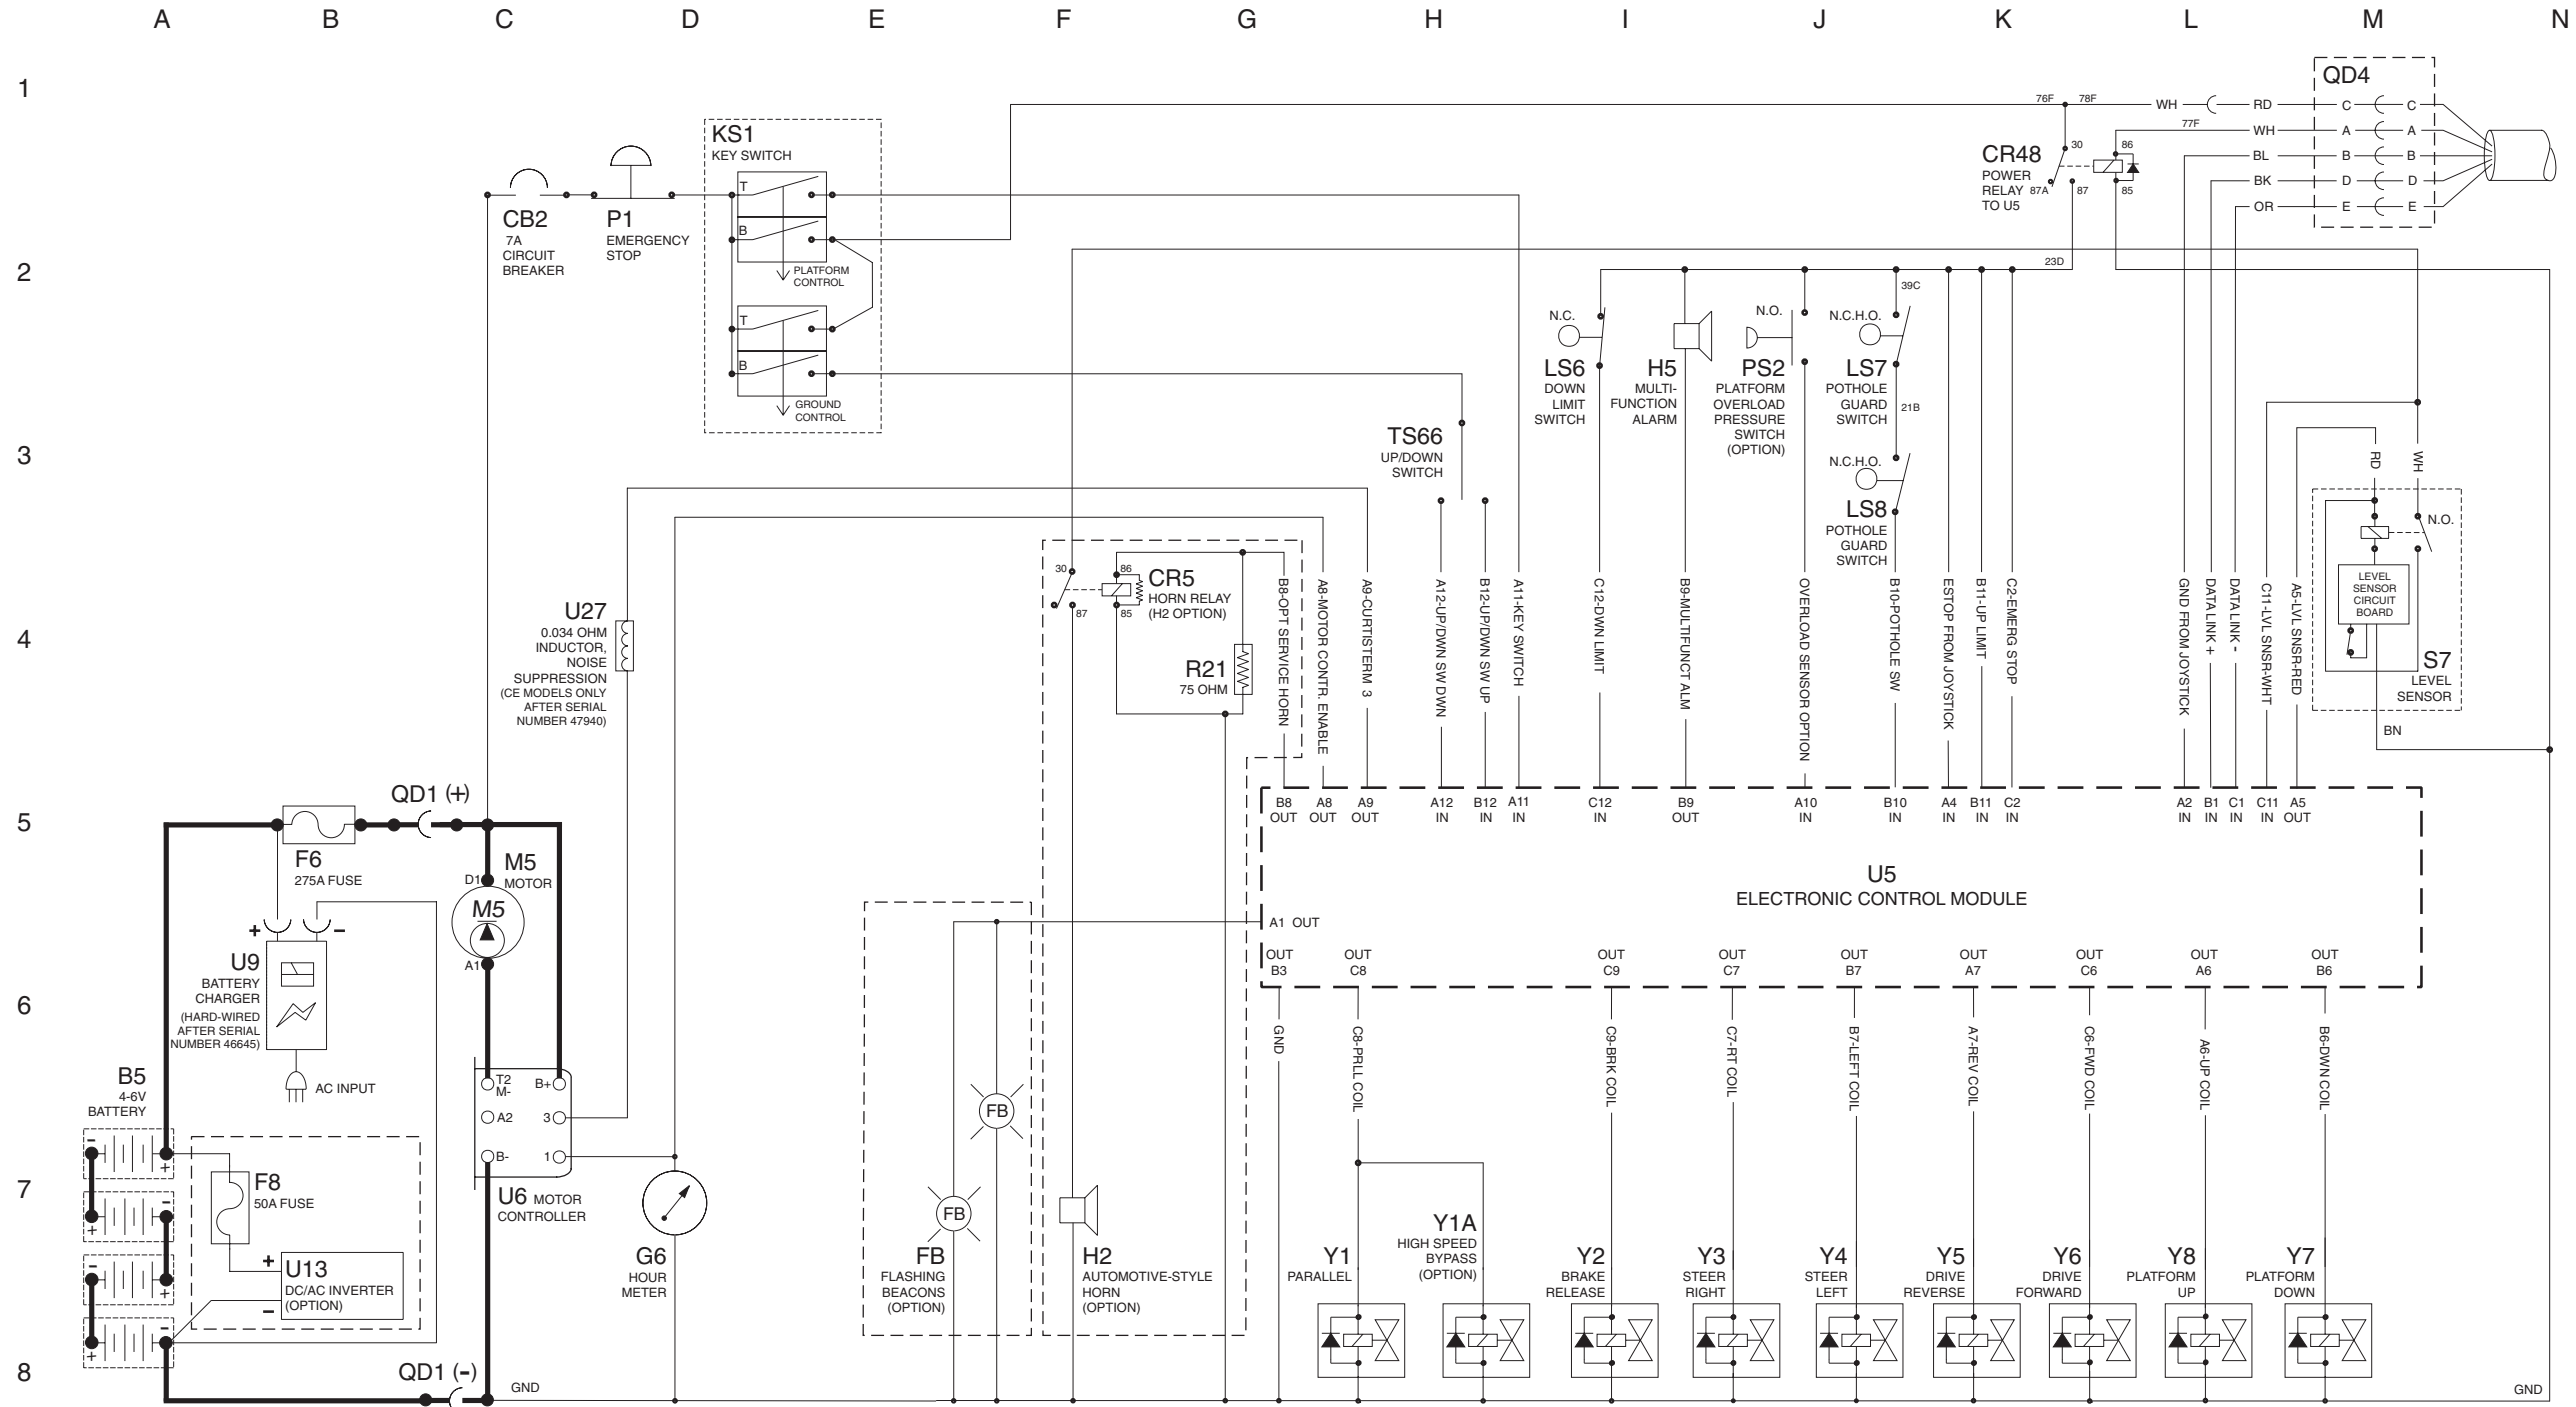 A B C D E F G H I J K L M N
1
2
3
4
5
6
7
8
QD4
76F 78F
WH RD C C
77F WH A A
BL B B
BK D D
OR E E
CR48
POWER
RELAY
TO U5
30
87A
87
86
85
KS1
KEY SWITCH
T
B
PLATFORM
CONTROL
T
B
GROUND
CONTROL
CB2
7A
CIRCUIT
BREAKER
P1
EMERGENCY
STOP
23D
N.C.
LS6
DOWN
LIMIT
SWITCH
H5
MULTI-
FUNCTION
ALARM
N.O.
PS2
PLATFORM
OVERLOAD
PRESSURE
SWITCH
(OPTION)
39C
N.C.H.O.
LS7
POTHOLE
GUARD
SWITCH
21B
N.C.H.O.
LS8
POTHOLE
GUARD
SWITCH
TS66
UP/DOWN
SWITCH
RD
WH
N.O.
LEVEL
SENSOR
CIRCUIT
BOARD
S7
LEVEL
SENSOR
BN
U27
0.034 OHM
INDUCTOR,
NOISE
SUPPRESSION
(CE MODELS ONLY
AFTER SERIAL
NUMBER 47940)
30
87
86
85
CR5
HORN RELAY
(H2 OPTION)
R21
75 OHM
B8-OPT SERVICE HORN
A8-MOTOR CONTR. ENABLE
A9-CURTISTERM 3
A12-UP/DWN SW DWN
B12-UP/DWN SW UP
A11-KEY SWITCH
C12-DWN LIMIT
B9-MULTIFUNCT ALM
OVERLOAD SENSOR OPTION
B10-POTHOLE SW
ESTOP FROM JOYSTICK
B11-UP LIMIT
C2-EMERG STOP
GND FROM JOYSTICK
DATA LINK +
DATA LINK -
C11-LVL SNSR-WHT
A5-LVL SNSR-RED
B8 A8 A9 A12 B12 A11 C12 B9 A10 B10 A4 B11 C2 A2 B1 C1 C11 A5
OUT OUT OUT IN IN IN IN OUT IN IN IN IN IN IN IN IN IN OUT
U5
ELECTRONIC CONTROL MODULE
A1 OUT
OUT OUT OUT OUT OUT OUT OUT OUT OUT
B3 C8 C9 C7 B7 A7 C6 A6 B6
GND
C8-PRLL COIL
C9-BRK COIL
C7-RT COIL
B7-LEFT COIL
A7-REV COIL
C6-FWD COIL
A6-UP COIL
B6-DWN COIL
QD1 (+)
F6
275A FUSE
M5
MOTOR
D1
M5
A1
+ -
U9
BATTERY
CHARGER
(HARD-WIRED
AFTER SERIAL
NUMBER 46645)
AC INPUT
B5
4-6V
BATTERY
-
+
-
+
-
+
-
+
F8
50A FUSE
+
U13
DC/AC INVERTER
(OPTION)
-
T2
M-
B+
A2
3
B-
1
U6 MOTOR
CONTROLLER
G6
HOUR
METER
FB
FB
FB
FLASHING
BEACONS
(OPTION)
H2
AUTOMOTIVE-STYLE
HORN
(OPTION)
Y1
PARALLEL
Y1A
HIGH SPEED
BYPASS
(OPTION)
Y2
BRAKE
RELEASE
Y3
STEER
RIGHT
Y4
STEER
LEFT
Y5
DRIVE
REVERSE
Y6
DRIVE
FORWARD
Y8
PLATFORM
UP
Y7
PLATFORM
DOWN
QD1 (-)
GND
GND